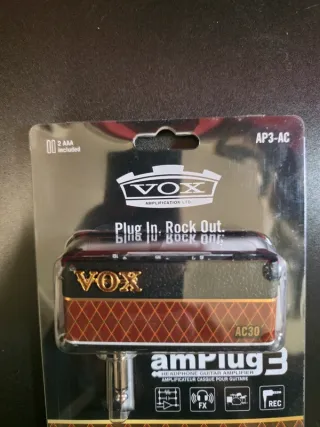 2 AAA
included
AP3-AC
VOX
AMPLIFICATION LTD.
Plug In. Rock Out.
VOX
AC30
amPlug3
HEADPHONE GUITAR AMPLIFIER
AMPLIFICATEUR CASQUE POUR GUITARE
FX
REC